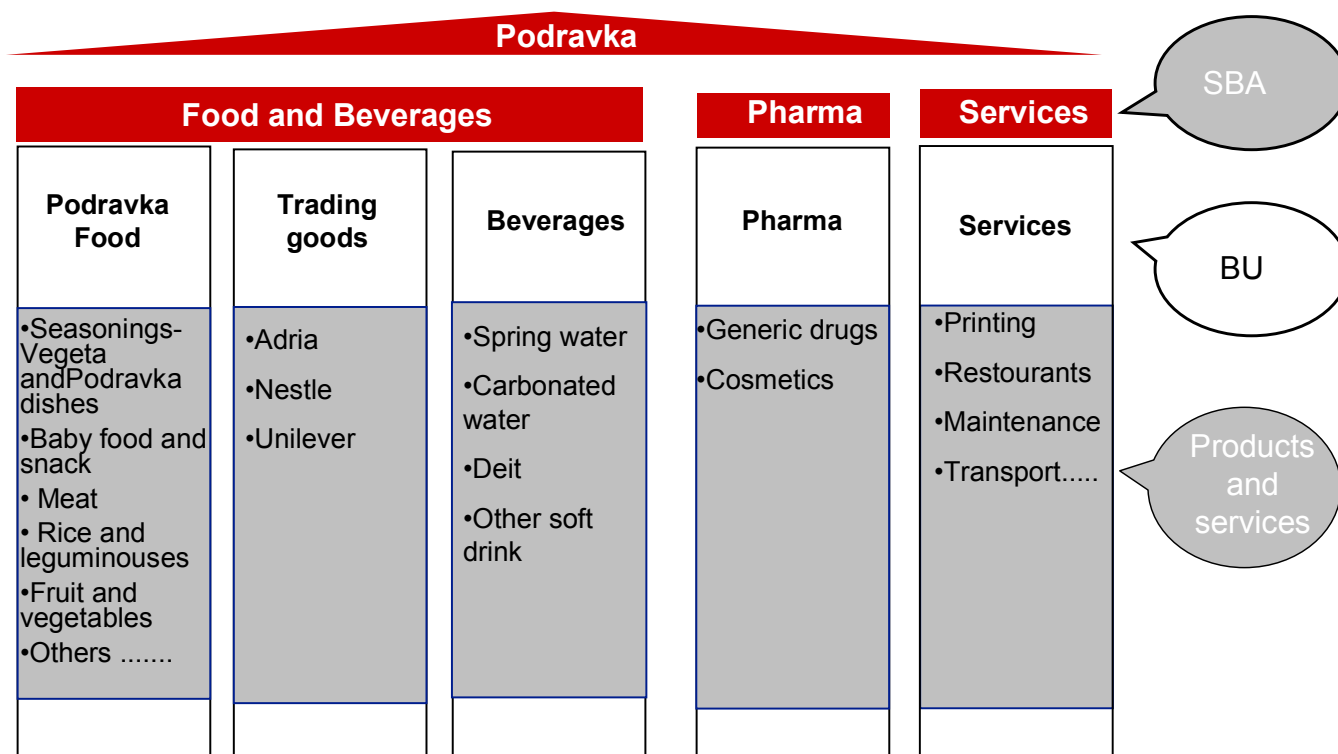 Podravka
SBA
Food and Beverages
Pharma
Services
Podravka
Food
Trading
goods
Beverages
Pharma
Services
BU
•Seasonings-
Vegeta
andPodravka
dishes
•Baby food and
snack
• Meat
• Rice and
leguminouses
•Fruit and
vegetables
•Others .......
•Adria
•Nestle
•Unilever
•Spring water
•Carbonated
water
•Deit
•Other soft
drink
•Generic drugs
•Cosmetics
•Printing
•Restourants
•Maintenance
•Transport.....
Products
and
services